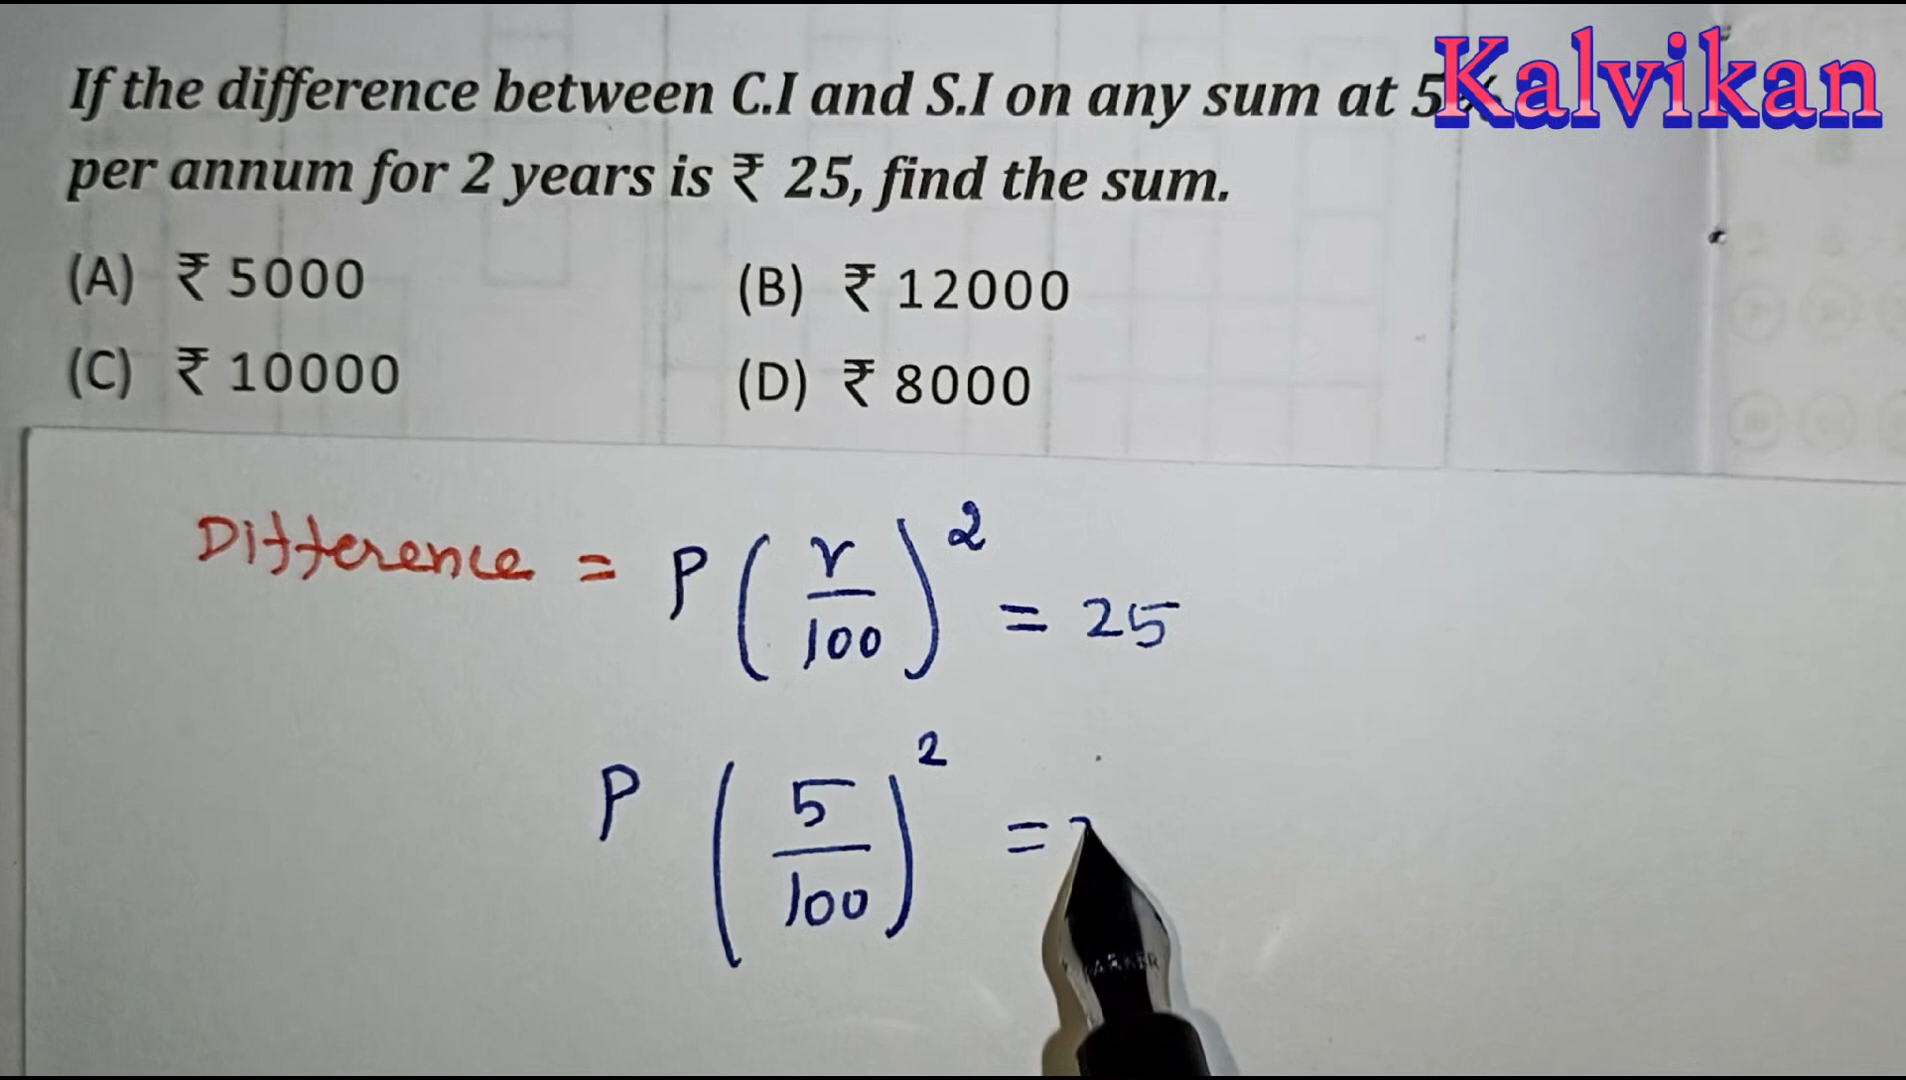 Kalvikan
If the difference between C.I and S.I on any sum at 5%
per annum for 2 years is ₹ 25, find the sum.
(A) ₹ 5000
(B) ₹ 12000
(C) ₹ 10000
(D) ₹ 8000
Difference = P (r/100)² = 25
P (5/100)² =
PARKER